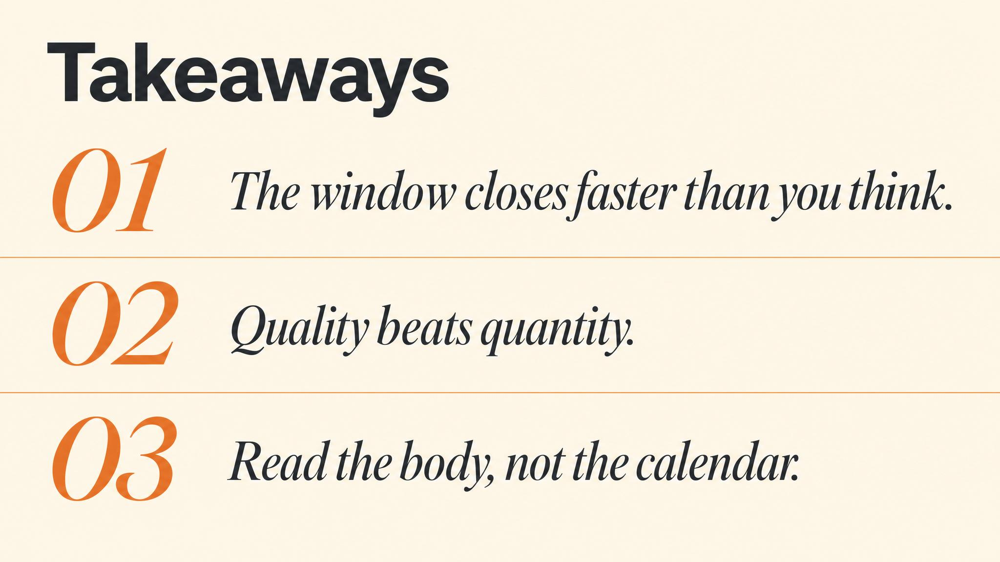 Takeaways
01 The window closes faster than you think.
02 Quality beats quantity.
03 Read the body, not the calendar.